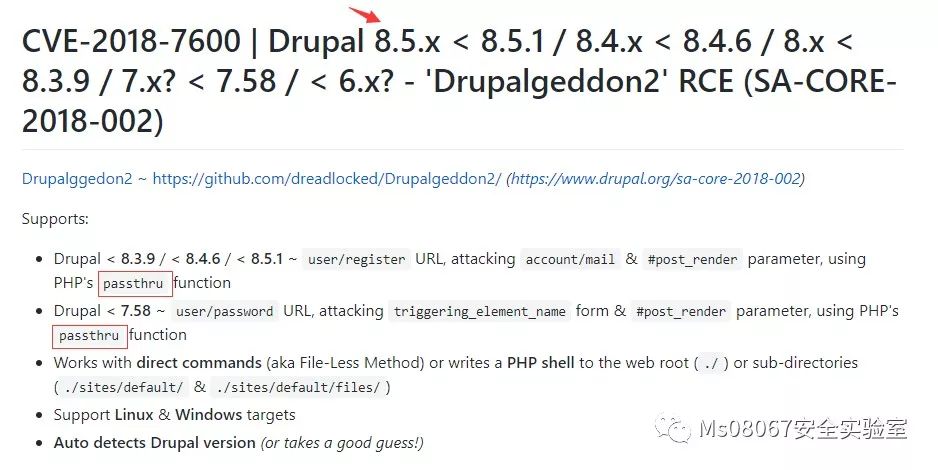 CVE-2018-7600 | Drupal 8.5.x < 8.5.1 / 8.4.x < 8.4.6 / 8.x <
8.3.9 / 7.x? < 7.58 / < 6.x? - 'Drupalgeddon2' RCE (SA-CORE-
2018-002)
Drupalggedon2 ~ https://github.com/dreadlocked/Drupalgeddon2/ (https://www.drupal.org/sa-core-2018-002)
Supports:
• Drupal < 8.3.9 / < 8.4.6 / < 8.5.1 ~ user/register URL, attacking account/mail & #post_render parameter, using
PHP's passthru function
• Drupal < 7.58 ~ user/password URL, attacking triggering_element_name form & #post_render parameter, using PHP's
passthru function
• Works with direct commands (aka File-Less Method) or writes a PHP shell to the web root ( ./ ) or sub-directories
( ./sites/default/ & ./sites/default/files/ )
• Support Linux & Windows targets
• Auto detects Drupal version (or takes a good guess!)
Ms08067安全实验室